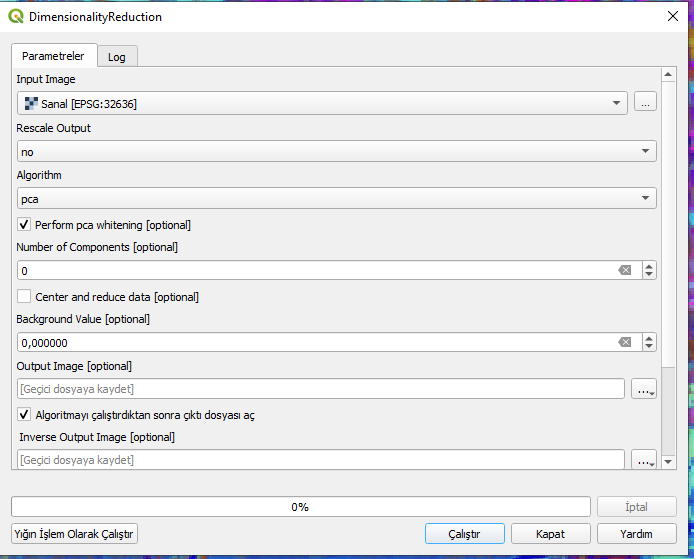 DimensionalityReduction
Parametreler
Log
Input Image
Sanal [EPSG:32636]
...
Rescale Output
no
Algorithm
pca
Perform pca whitening [optional]
Number of Components [optional]
0
Center and reduce data [optional]
Background Value [optional]
0,000000
Output Image [optional]
[Geçici dosyaya kaydet]
...
Algoritmayı çalıştırdıktan sonra çıktı dosyası aç
Inverse Output Image [optional]
[Geçici dosyaya kaydet]
...
0%
İptal
Yığın İşlem Olarak Çalıştır
Çalıştır
Kapat
Yardım